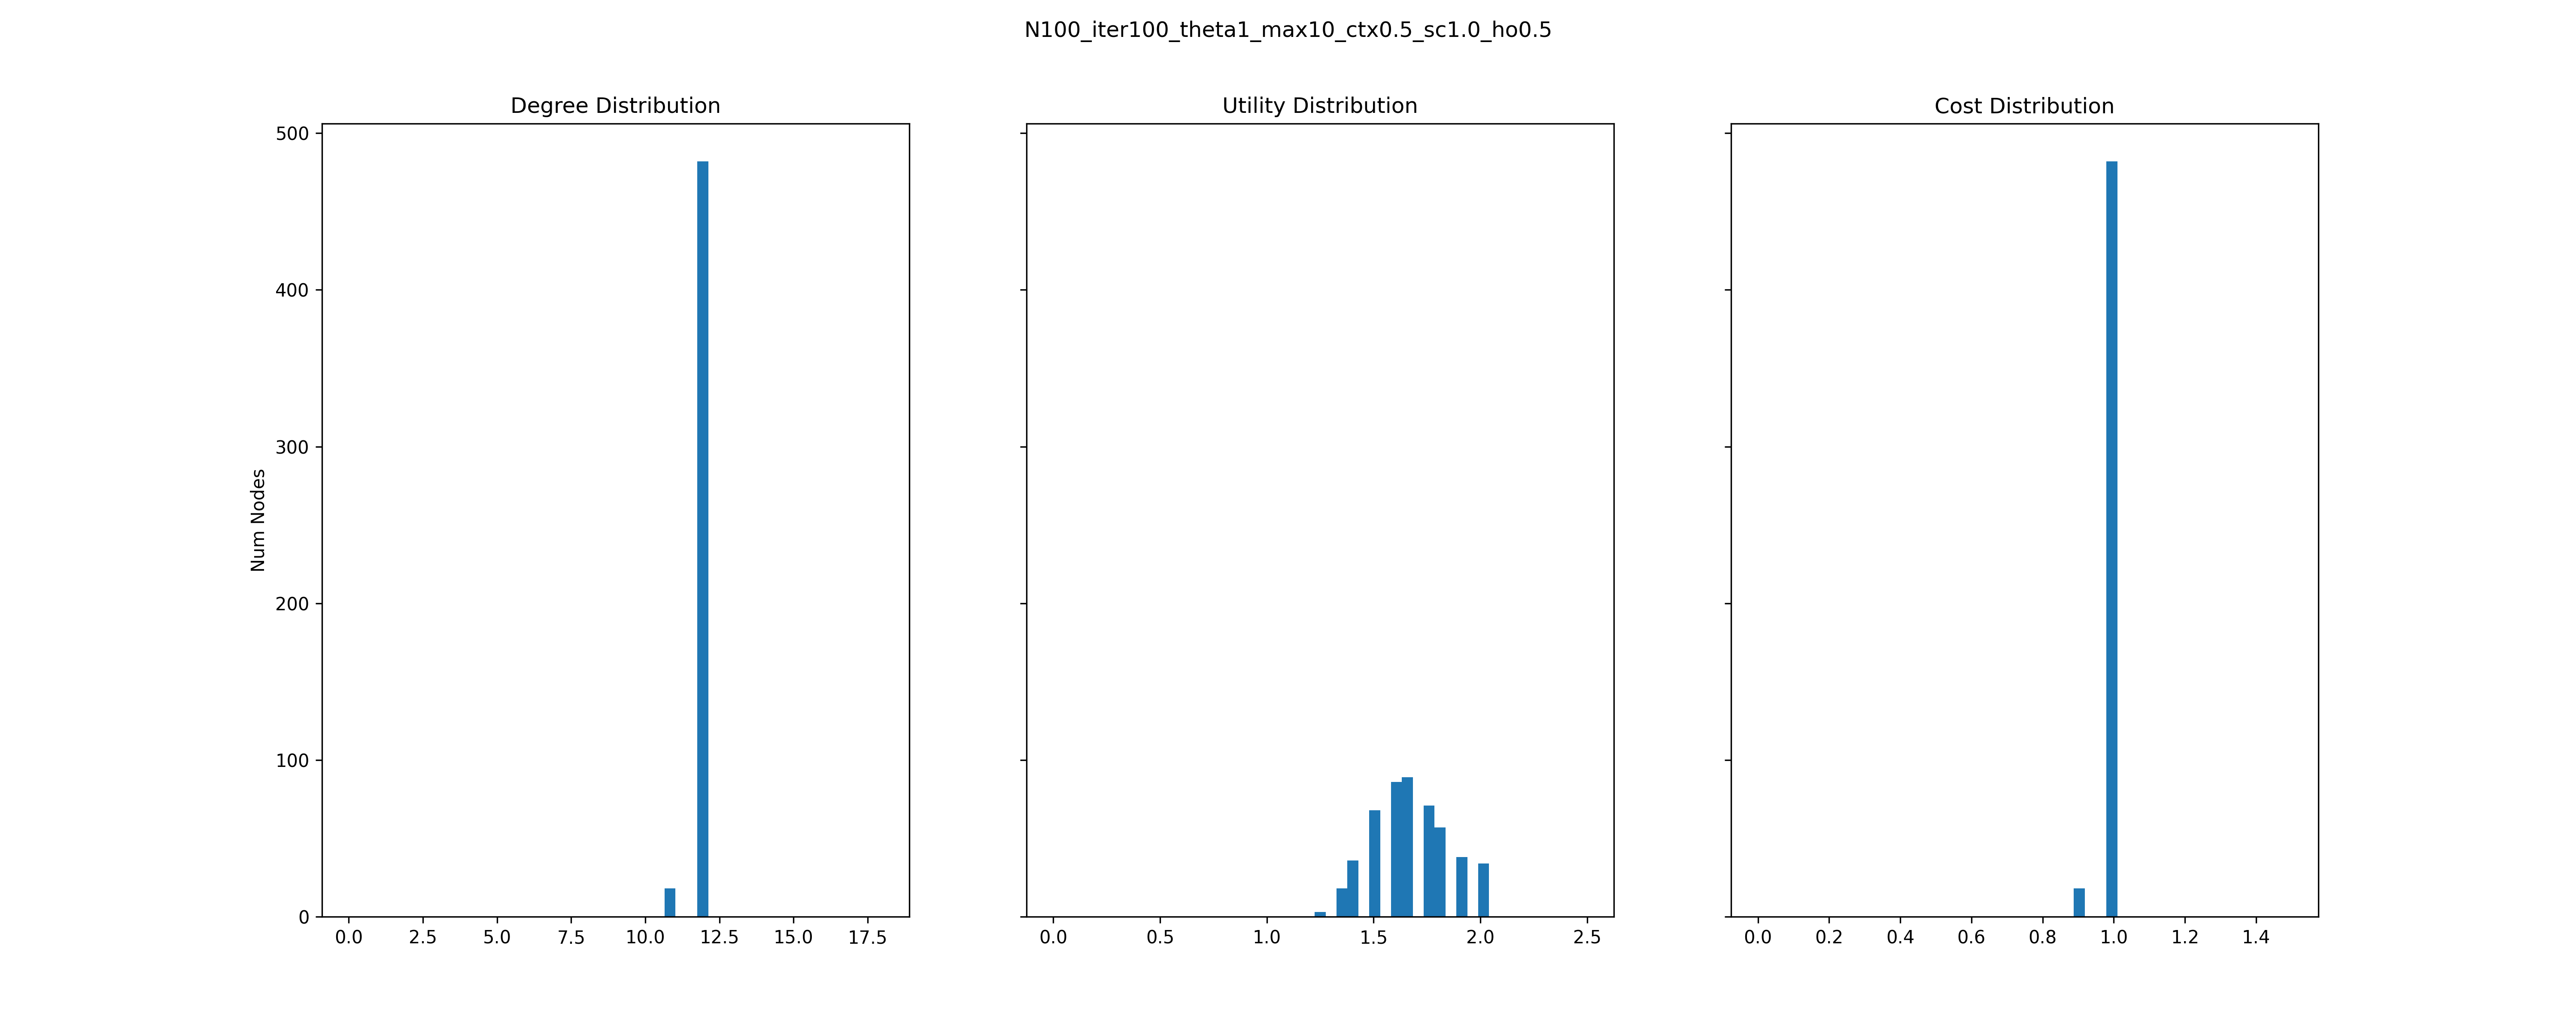 N100_iter100_theta1_max10_ctx0.5_sc1.0_ho0.5
Degree Distribution
Utility Distribution
Cost Distribution
500
400
300
200
100
0
Num Nodes
0.0 2.5 5.0 7.5 10.0 12.5 15.0 17.5
0.0 0.5 1.0 1.5 2.0 2.5
0.0 0.2 0.4 0.6 0.8 1.0 1.2 1.4